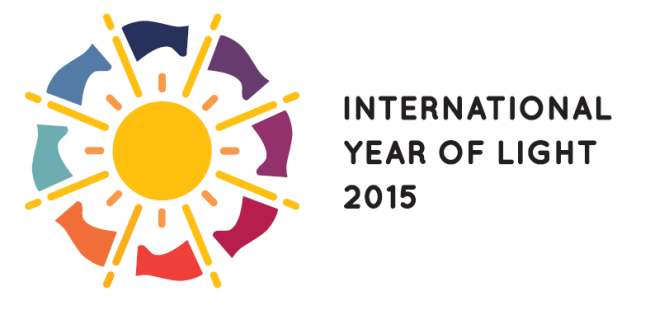 INTERNATIONAL
YEAR OF LIGHT
2015